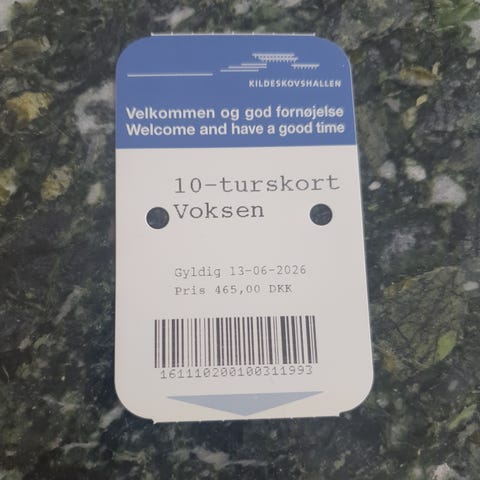 KILDESKOVSHALLEN
Velkommen og god fornøjelse
Welcome and have a good time
10-turskort
Voksen
Gyldig 13-06-2026
Pris 465,00 DKK
161110200100311993